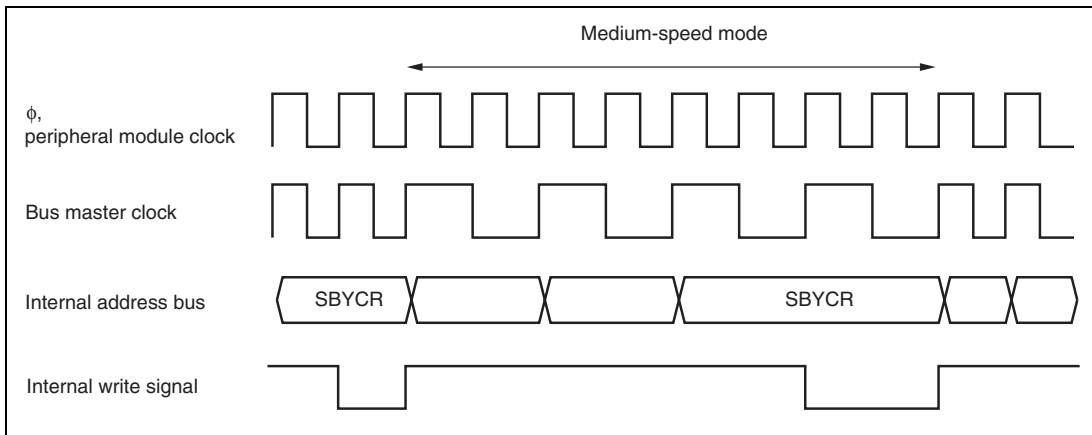 Medium-speed mode
ϕ,
peripheral module clock
Bus master clock
Internal address bus
SBYCR
SBYCR
Internal write signal